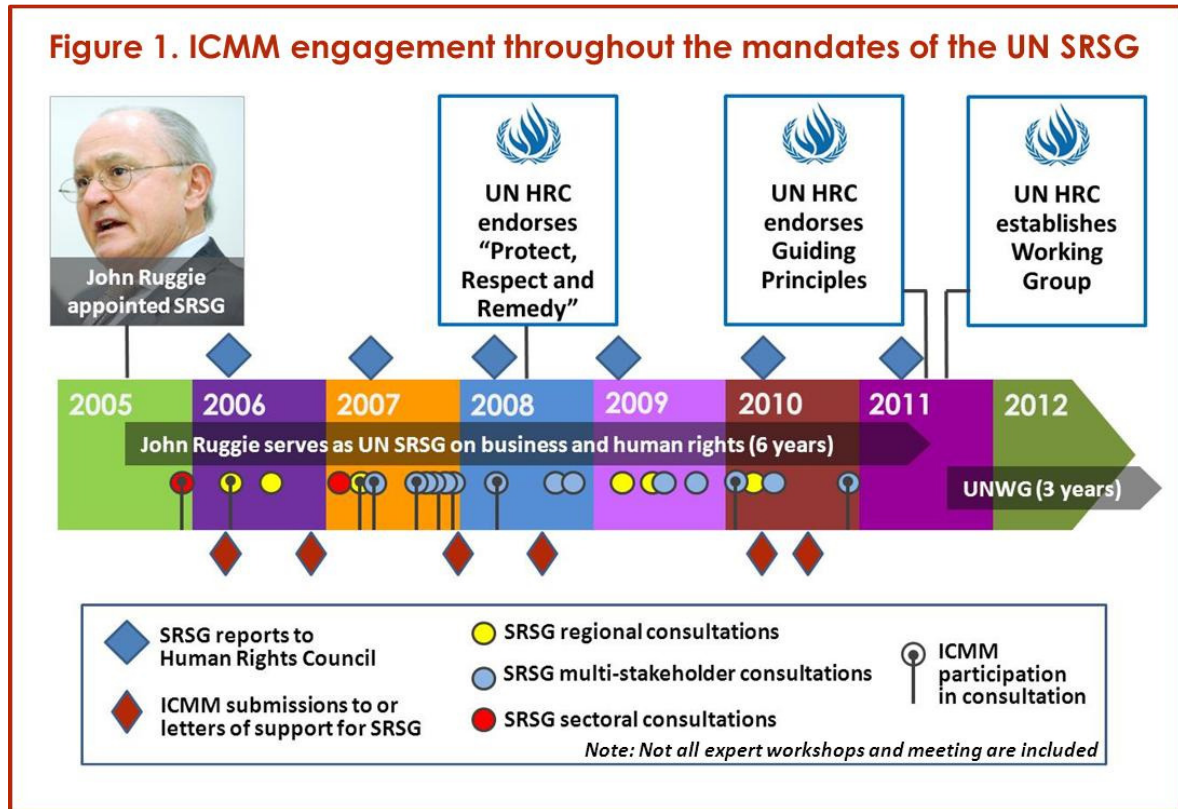 Figure 1. ICMM engagement throughout the mandates of the UN SRSG
John Ruggie
appointed SRSG
UN HRC
endorses
“Protect,
Respect and
Remedy”
UN HRC
endorses
Guiding
Principles
UN HRC
establishes
Working
Group
2005
2006
2007
2008
2009
2010
2011
2012
John Ruggie serves as UN SRSG on business and human rights (6 years)
UNWG (3 years)
SRSG reports to
Human Rights Council
ICMM submissions to or
letters of support for SRSG
SRSG regional consultations
SRSG multi-stakeholder consultations
SRSG sectoral consultations
ICMM
participation
in consultation
Note: Not all expert workshops and meeting are included